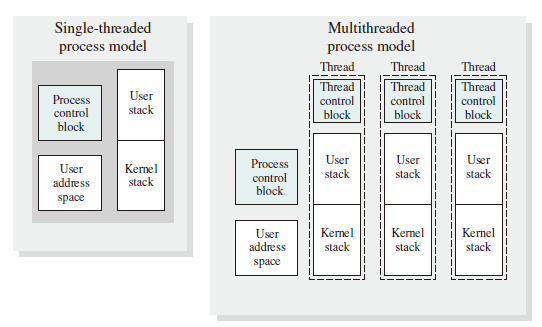 Single-threaded
process model
Process
control
block
User
stack
User
address
space
Kernel
stack
Multithreaded
process model
Thread
Thread
Thread
Thread
control
block
Thread
control
block
Thread
control
block
Process
control
block
User
stack
User
stack
User
stack
User
address
space
Kernel
stack
Kernel
stack
Kernel
stack